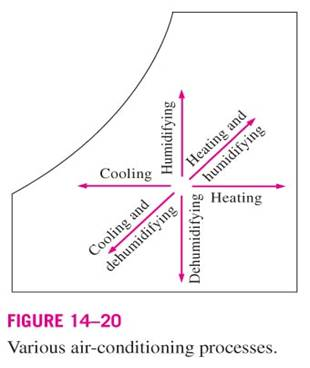 Humidifying
Heating and
humidifying
Cooling
Heating
Cooling and
dehumidifying
Dehumidifying
FIGURE 14–20
Various air-conditioning processes.